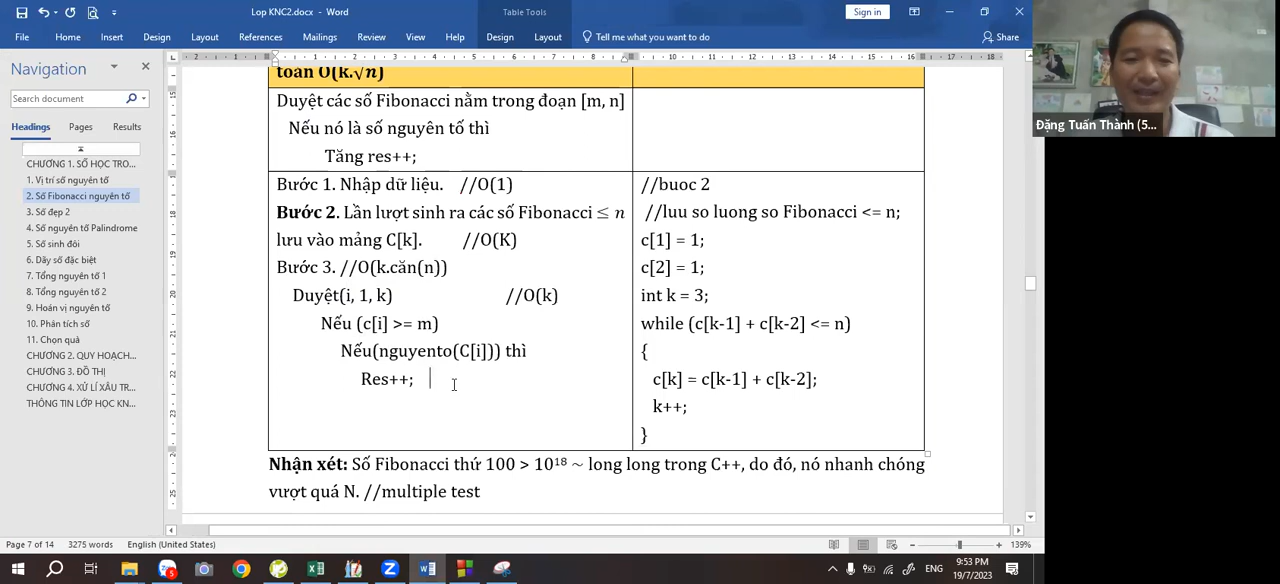 Lop KNC2.docx - Word
Table Tools
Sign in
File
Home
Insert
Design
Layout
References
Mailings
Review
View
Help
Design
Layout
Tell me what you want to do
Share
Navigation
Search document
Headings
Pages
Results
CHƯƠNG 1. SỐ HỌC TRO...
1. Vị trí số nguyên tố
2. Số Fibonacci nguyên tố
3. Số đẹp 2
4. Số nguyên tố Palindrome
5. Số sinh đôi
6. Dãy số đặc biệt
7. Tổng nguyên tố 1
8. Tổng nguyên tố 2
9. Hoán vị nguyên tố
10. Phân tích số
11. Chọn quà
CHƯƠNG 2. QUY HOẠCH...
CHƯƠNG 3. ĐỒ THỊ
CHƯƠNG 4. XỬ LÍ XÂU TR...
THÔNG TIN LỚP HỌC KN...
toán O(k.√n)
Duyệt các số Fibonacci nằm trong đoạn [m, n]
Nếu nó là số nguyên tố thì
Tăng res++;
Bước 1. Nhập dữ liệu. //O(1)
Bước 2. Lần lượt sinh ra các số Fibonacci ≤ n
lưu vào mảng C[k]. //O(K)
Bước 3. //O(k.căn(n))
Duyệt(i, 1, k) //O(k)
Nếu (c[i] >= m)
Nếu(nguyento(C[i])) thì
Res++;
//buoc 2
//luu so luong so Fibonacci <= n;
c[1] = 1;
c[2] = 1;
int k = 3;
while (c[k-1] + c[k-2] <= n)
{
c[k] = c[k-1] + c[k-2];
k++;
}
Nhận xét: Số Fibonacci thứ 100 > 10¹⁸ ~ long long trong C++, do đó, nó nhanh chóng
vượt quá N. //multiple test
Đặng Tuấn Thành (5...
Page 7 of 14
3275 words
English (United States)
139%
ENG
9:53 PM
19/7/2023